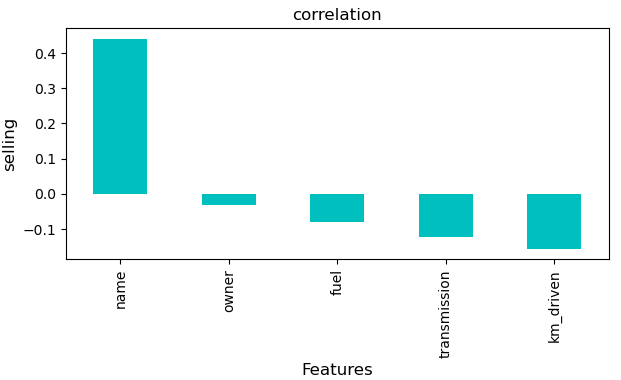 correlation
selling
0.4
0.3
0.2
0.1
0.0
−0.1
name
owner
fuel
transmission
km_driven
Features